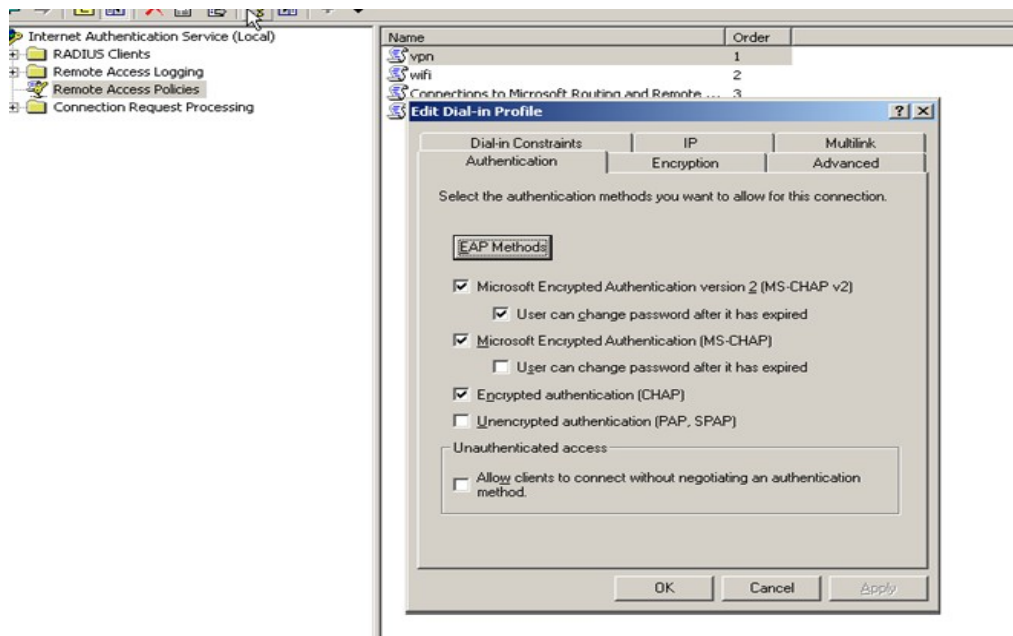 Internet Authentication Service (Local)
RADIUS Clients
Remote Access Logging
Remote Access Policies
Connection Request Processing
Name Order
vpn 1
wifi 2
Connections to Microsoft Routing and Remote ... 3
Edit Dial-in Profile
Dial-in Constraints IP Multilink
Authentication Encryption Advanced
Select the authentication methods you want to allow for this connection.
EAP Methods
Microsoft Encrypted Authentication version 2 (MS-CHAP v2)
User can change password after it has expired
Microsoft Encrypted Authentication (MS-CHAP)
User can change password after it has expired
Encrypted authentication (CHAP)
Unencrypted authentication (PAP, SPAP)
Unauthenticated access
Allow clients to connect without negotiating an authentication
method.
OK Cancel Apply